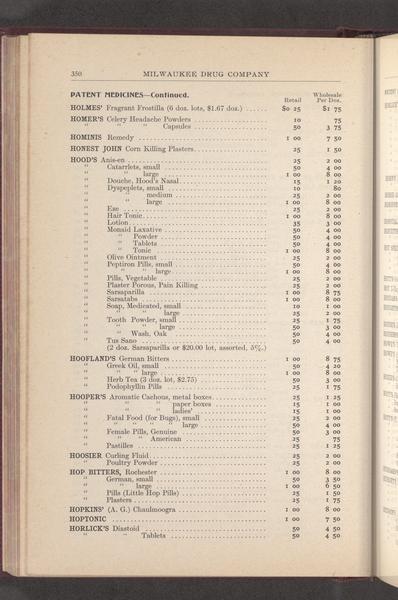 350 MILWAUKEE DRUG COMPANY
PATENT MEDICINES—Continued.
Retail Wholesale Per Doz.
HOLMES' Fragrant Frostilla (6 doz. lots, $1.67 doz.) ...... $0 25 $1 75
HOMER'S Celery Headache Powders ...... 10 75
" " " Capsules ...... 50 3 75
HOMINIS Remedy ...... 1 00 7 50
HONEST JOHN Corn Killing Plasters ...... 25 1 50
HOOD'S Anis-en ...... 25 2 00
" Catarrlets, small ...... 50 4 00
" " large ...... 1 00 8 00
" Douche, Hood's Nasal ...... 15 1 20
" Dyspeplets, small ...... 10 80
" " medium ...... 25 2 00
" " large ...... 1 00 8 00
" Eze ...... 25 2 00
" Hair Tonic ...... 1 00 8 00
" Lotion ...... 35 3 00
" Monaid Laxative ...... 50 4 00
" " Powder ...... 50 4 00
" " Tablets ...... 50 4 00
" " Tonic ...... 1 00 8 00
" Olive Ointment ...... 25 2 00
" Peptiron Pills, small ...... 50 4 00
" " " large ...... 1 00 8 00
" Pills, Vegetable ...... 25 2 00
" Plaster Porous, Pain Killing ...... 25 2 00
" Sarsaparilla ...... 1 00 8 75
" Sarsatabs ...... 1 00 8 00
" Soap, Medicated, small ...... 10 1 00
" " " large ...... 25 2 00
" Tooth Powder, small ...... 25 1 75
" " " large ...... 50 3 00
" " Wash, Oak ...... 50 4 00
" Tus Sano ...... 50 4 00
(2 doz. Sarsaparilla or $20.00 lot, assorted, 5%.)
HOOFLAND'S German Bitters ...... 1 00 8 75
" Greek Oil, small ...... 50 4 20
" " " large ...... 1 00 8 00
" Herb Tea (3 doz. lot, $2.75) ...... 50 3 00
" Podophyllin Pills ...... 25 1 75
HOOPER'S Aromatic Cachous, metal boxes ...... 25 1 25
" " " paper boxes ...... 15 1 00
" " " ladies' ...... 15 1 00
" Fatal Food (for Bugs), small ...... 25 2 00
" " " " " large ...... 50 4 00
" Female Pills, Genuine ...... 50 3 00
" " " American ...... 25 75
" Pastilles ...... 25 1 25
HOOSIER Curling Fluid ...... 25 2 00
" Poultry Powder ...... 25 2 00
HOP BITTERS, Rochester ...... 1 00 8 00
" German, small ...... 50 3 50
" " large ...... 1 00 6 50
" Pills (Little Hop Pills) ...... 25 1 50
" Plasters ...... 25 1 75
HOPKINS' (A. G.) Chaulmoogra ...... 1 00 8 00
HOPTONIC ...... 1 00 7 50
HORLICK'S Diastoid ...... 50 4 50
" " Tablets ...... 50 4 50